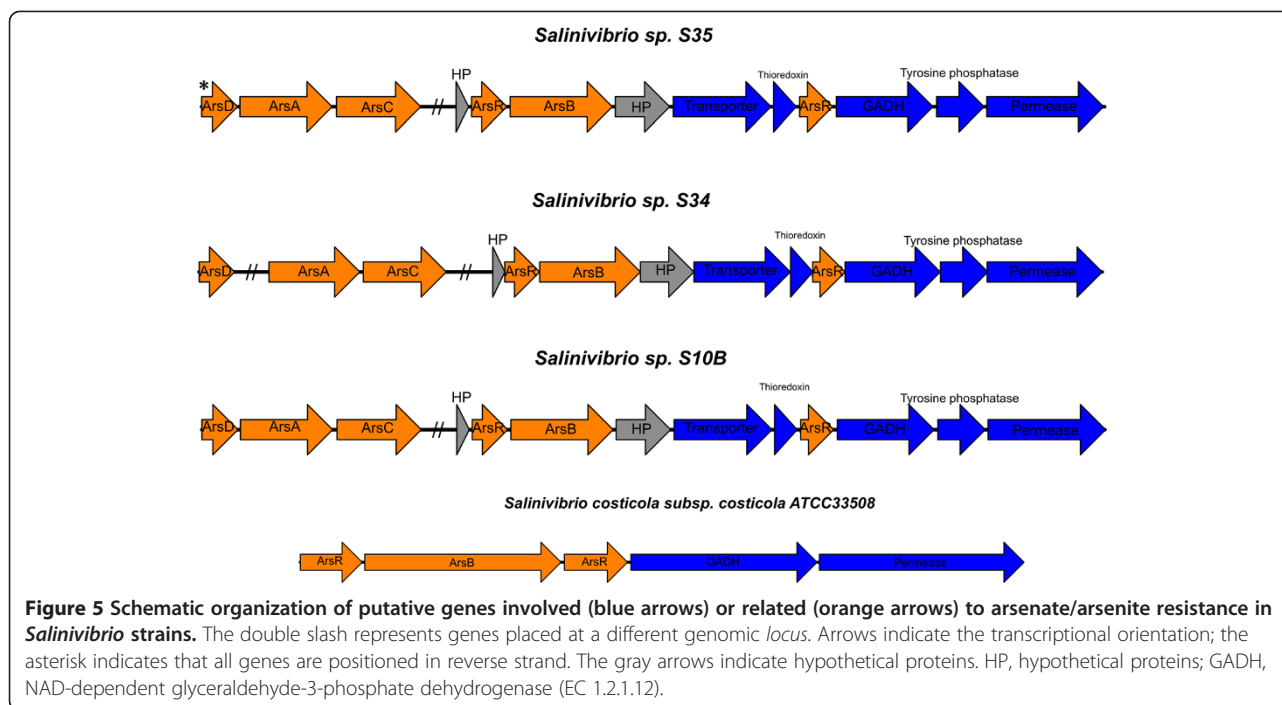 Salinivibrio sp. S35
HP
Thioredoxin
Tyrosine phosphatase
*
ArsD ArsA ArsC // ArsR ArsB HP Transporter ArsR GADH Permease
Salinivibrio sp. S34
HP
Thioredoxin
Tyrosine phosphatase
ArsD // ArsA ArsC // ArsR ArsB HP Transporter ArsR GADH Permease
Salinivibrio sp. S10B
HP
Thioredoxin
Tyrosine phosphatase
ArsD ArsA ArsC // ArsR ArsB HP Transporter ArsR GADH Permease
Salinivibrio costicola subsp. costicola ATCC33508
ArsR ArsB ArsR GADH Permease
Figure 5 Schematic organization of putative genes involved (blue arrows) or related (orange arrows) to arsenate/arsenite resistance in
Salinivibrio strains. The double slash represents genes placed at a different genomic locus. Arrows indicate the transcriptional orientation; the
asterisk indicates that all genes are positioned in reverse strand. The gray arrows indicate hypothetical proteins. HP, hypothetical proteins; GADH,
NAD-dependent glyceraldehyde-3-phosphate dehydrogenase (EC 1.2.1.12).